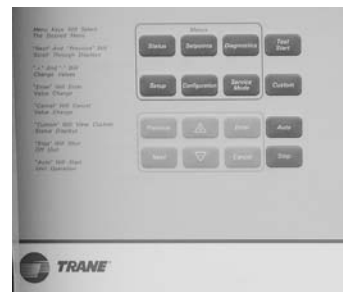 Menu Keys Will Select
The Desired Menu
"Next" And "Previous" Will
Scroll Through Displays
"+" And "-" Will
Change Values
"Enter" Will Enter
Value Change
"Cancel" Will Cancel
Value Change
"Custom" Will View Custom
Status Displays
"Stop" Will Shut
Off Unit
"Auto" Will Start
Unit Operation
Menus
Status Setpoints Diagnostics Test Start
Setup Configuration Service Mode Custom
Previous Enter Auto
Next Cancel Stop
TRANE